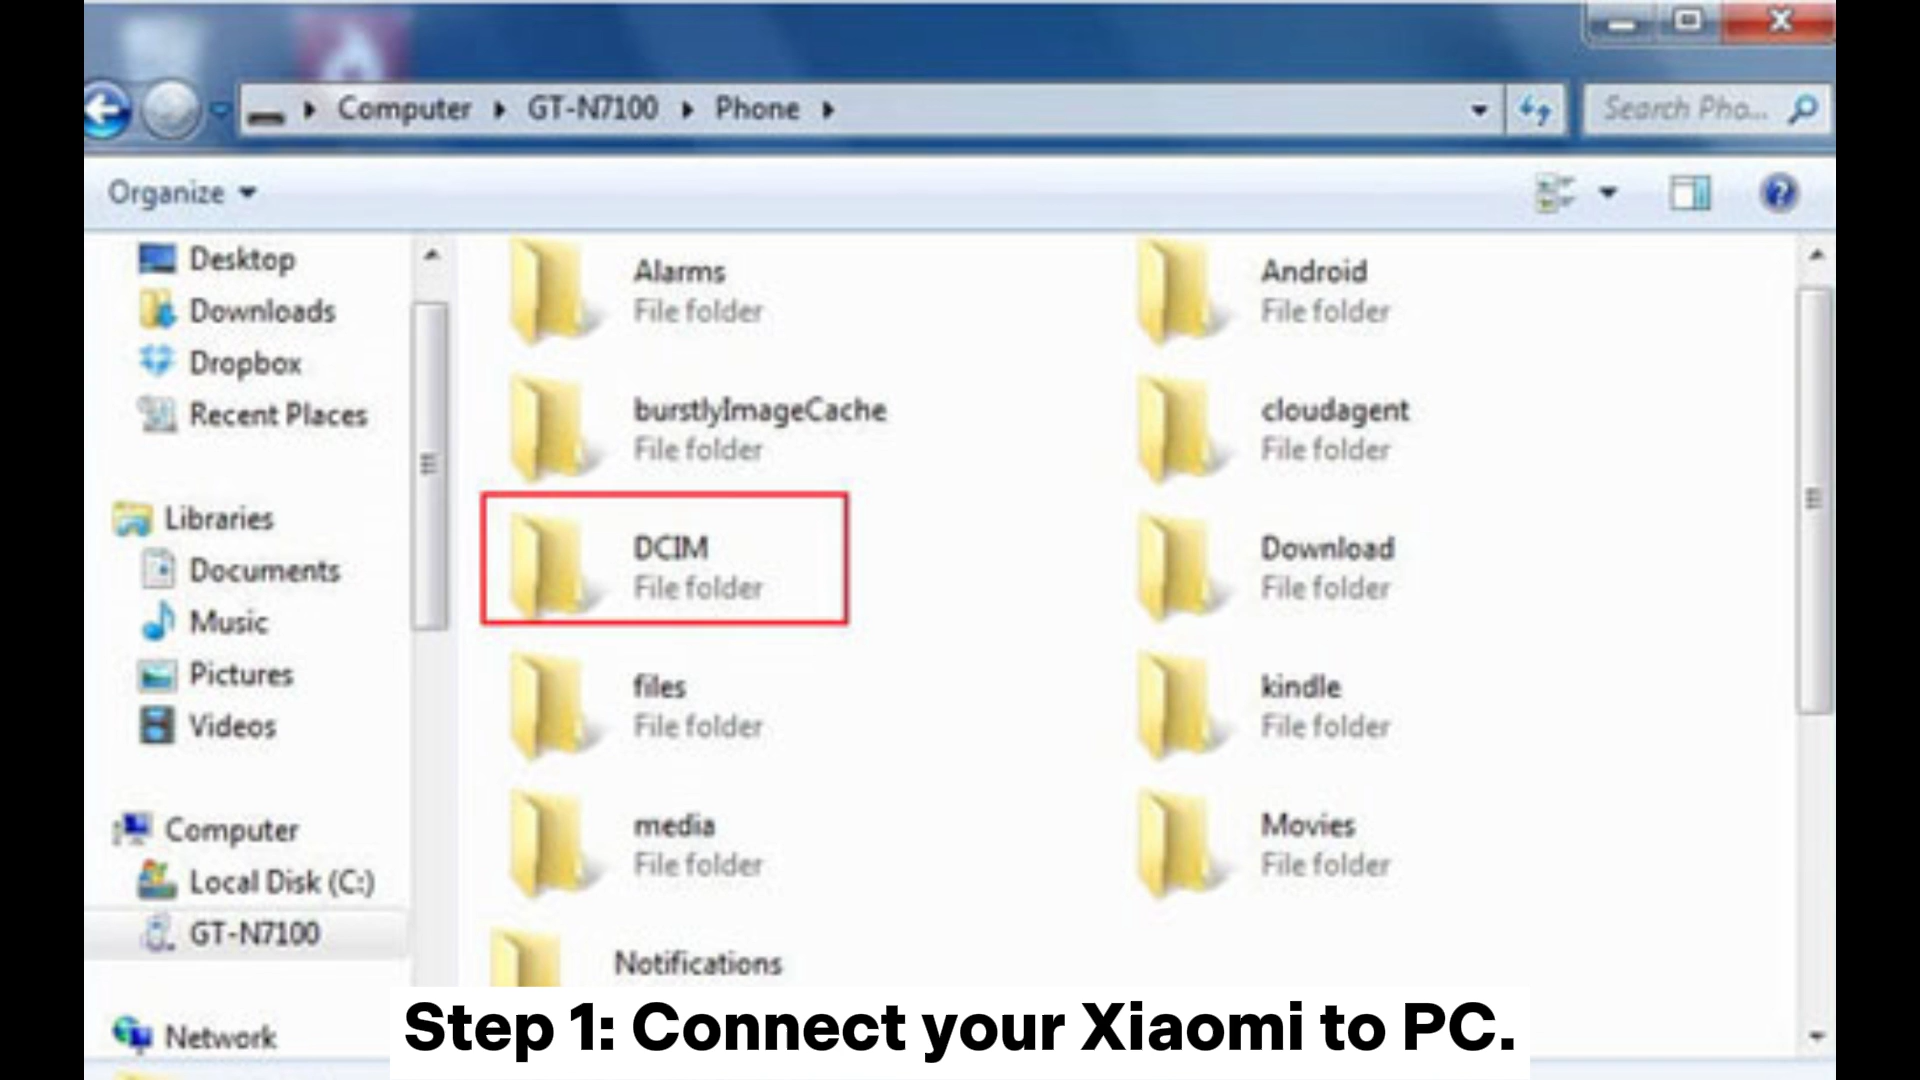 Computer GT-N7100 Phone
Search Pho...
Organize
Desktop
Downloads
Dropbox
Recent Places
Libraries
Documents
Music
Pictures
Videos
Computer
Local Disk (C:)
GT-N7100
Network
Alarms
File folder
Android
File folder
burstlyImageCache
File folder
cloudagent
File folder
DCIM
File folder
Download
File folder
files
File folder
kindle
File folder
media
File folder
Movies
File folder
Notifications
Step 1: Connect your Xiaomi to PC.